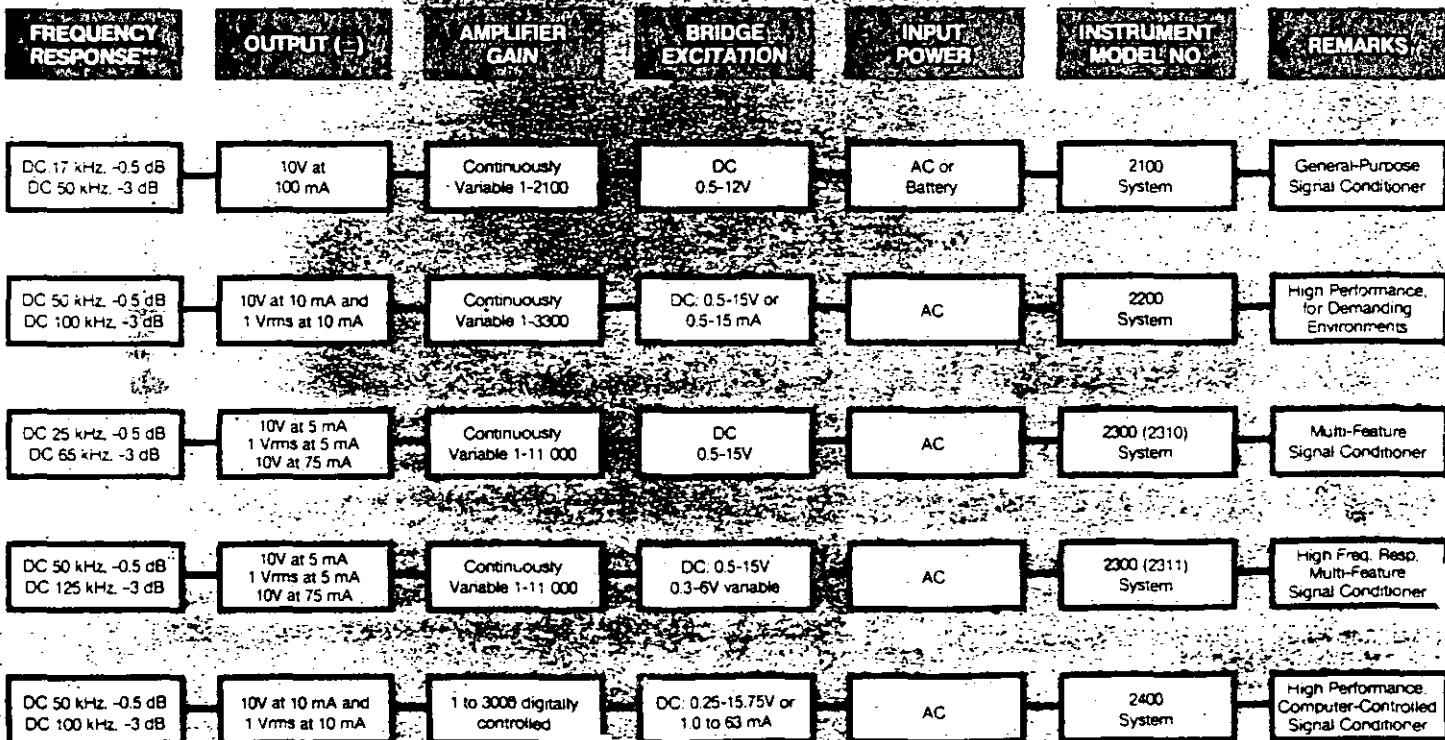 FREQUENCY
RESPONSE**
OUTPUT (±)
AMPLIFIER
GAIN
BRIDGE
EXCITATION
INPUT
POWER
INSTRUMENT
MODEL NO.
REMARKS
DC 17 kHz, -0.5 dB
DC 50 kHz, -3 dB
10V at
100 mA
Continuously
Variable 1-2100
DC
0.5-12V
AC or
Battery
2100
System
General-Purpose
Signal Conditioner
DC 50 kHz, -0.5 dB
DC 100 kHz, -3 dB
10V at 10 mA and
1 Vrms at 10 mA
Continuously
Variable 1-3300
DC: 0.5-15V or
0.5-15 mA
AC
2200
System
High Performance,
for Demanding
Environments
DC 25 kHz, -0.5 dB
DC 65 kHz, -3 dB
10V at 5 mA
1 Vrms at 5 mA
10V at 75 mA
Continuously
Variable 1-11 000
DC
0.5-15V
AC
2300 (2310)
System
Multi-Feature
Signal Conditioner
DC 50 kHz, -0.5 dB
DC 125 kHz, -3 dB
10V at 5 mA
1 Vrms at 5 mA
10V at 75 mA
Continuously
Variable 1-11 000
DC: 0.5-15V
0.3-6V variable
AC
2300 (2311)
System
High Freq. Resp.
Multi-Feature
Signal Conditioner
DC 50 kHz, -0.5 dB
DC 100 kHz, -3 dB
10V at 10 mA and
1 Vrms at 10 mA
1 to 3008 digitally
controlled
DC: 0.25-15.75V or
1.0 to 63 mA
AC
2400
System
High Performance,
Computer-Controlled
Signal Conditioner